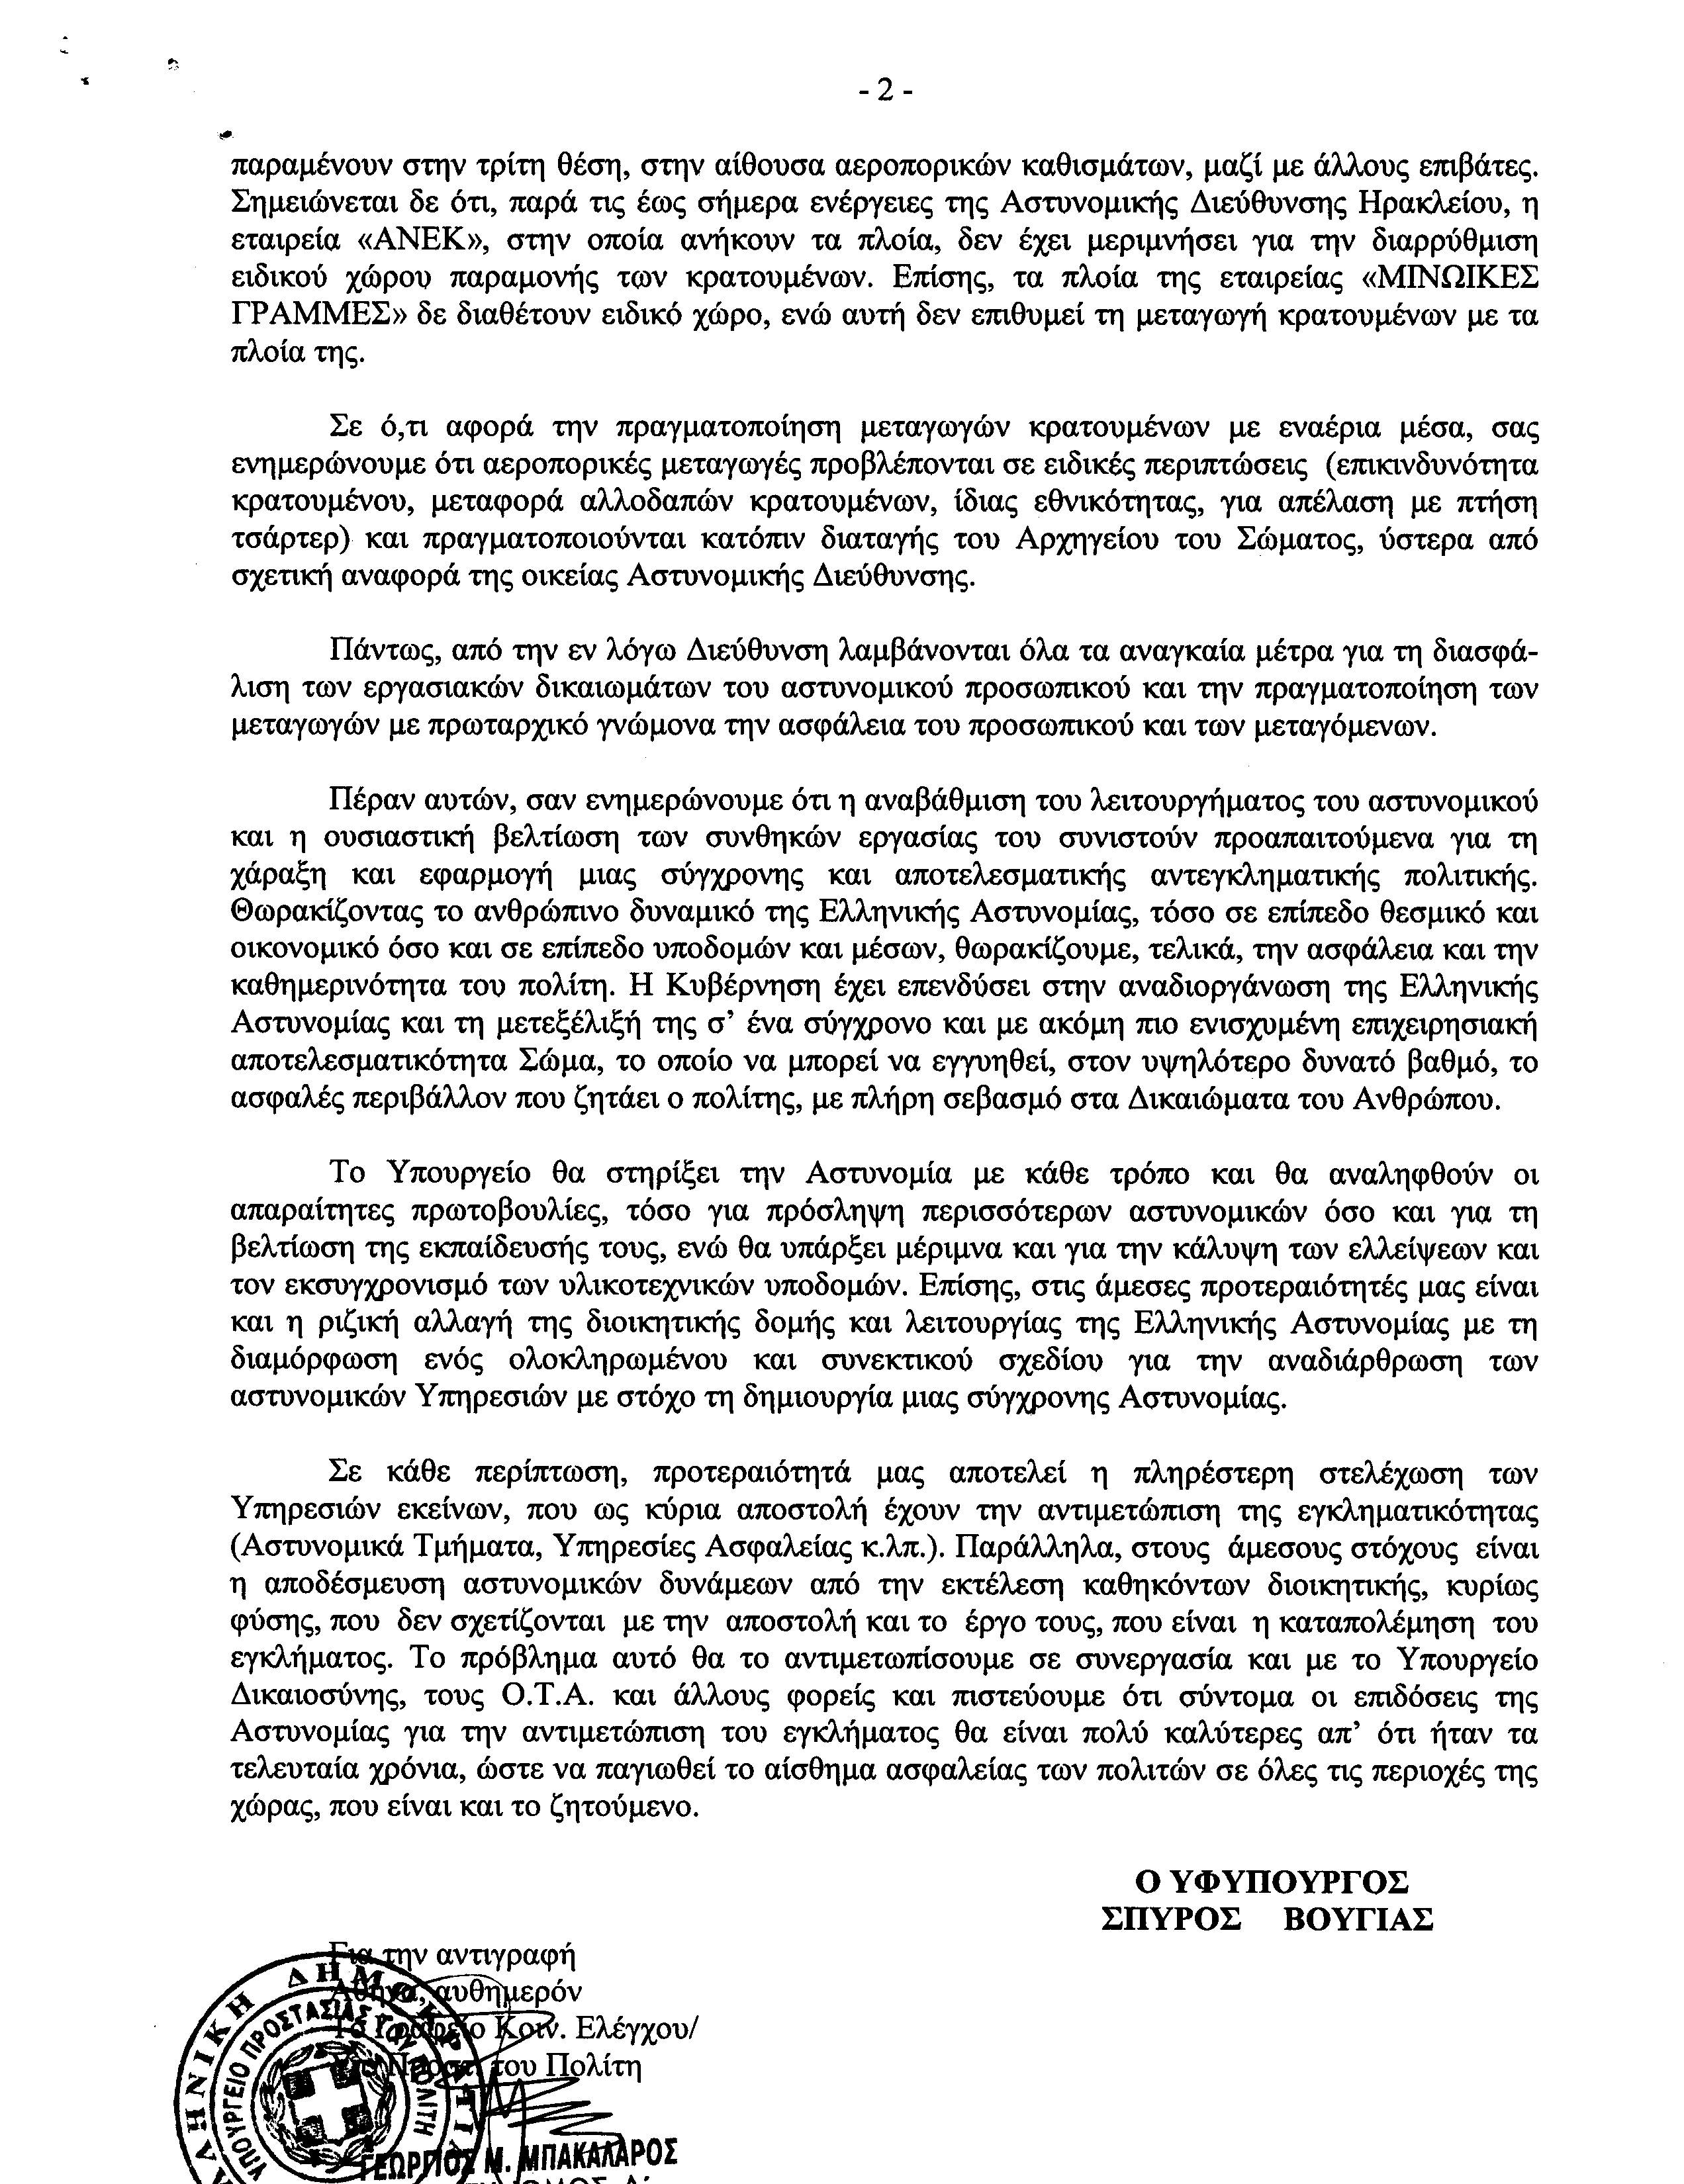 - 2 -
παραμένουν στην τρίτη θέση, στην αίθουσα αεροπορικών καθισμάτων, μαζί με άλλους επιβάτες.
Σημειώνεται δε ότι, παρά τις έως σήμερα ενέργειες της Αστυνομικής Διεύθυνσης Ηρακλείου, η
εταιρεία «ΑΝΕΚ», στην οποία ανήκουν τα πλοία, δεν έχει μεριμνήσει για την διαρρύθμιση
ειδικού χώρου παραμονής των κρατουμένων. Επίσης, τα πλοία της εταιρείας «ΜΙΝΩΙΚΕΣ
ΓΡΑΜΜΕΣ» δε διαθέτουν ειδικό χώρο, ενώ αυτή δεν επιθυμεί τη μεταγωγή κρατουμένων με τα
πλοία της.
Σε ό,τι αφορά την πραγματοποίηση μεταγωγών κρατουμένων με εναέρια μέσα, σας
ενημερώνουμε ότι αεροπορικές μεταγωγές προβλέπονται σε ειδικές περιπτώσεις (επικινδυνότητα
κρατουμένου, μεταφορά αλλοδαπών κρατουμένων, ίδιας εθνικότητας, για απέλαση με πτήση
τσάρτερ) και πραγματοποιούνται κατόπιν διαταγής του Αρχηγείου του Σώματος, ύστερα από
σχετική αναφορά της οικείας Αστυνομικής Διεύθυνσης.
Πάντως, από την εν λόγω Διεύθυνση λαμβάνονται όλα τα αναγκαία μέτρα για τη διασφά-
λιση των εργασιακών δικαιωμάτων του αστυνομικού προσωπικού και την πραγματοποίηση των
μεταγωγών με πρωταρχικό γνώμονα την ασφάλεια του προσωπικού και των μεταγόμενων.
Πέραν αυτών, σαν ενημερώνουμε ότι η αναβάθμιση του λειτουργήματος του αστυνομικού
και η ουσιαστική βελτίωση των συνθηκών εργασίας του συνιστούν προαπαιτούμενα για τη
χάραξη και εφαρμογή μιας σύγχρονης και αποτελεσματικής αντεγκληματικής πολιτικής.
Θωρακίζοντας το ανθρώπινο δυναμικό της Ελληνικής Αστυνομίας, τόσο σε επίπεδο θεσμικό και
οικονομικό όσο και σε επίπεδο υποδομών και μέσων, θωρακίζουμε, τελικά, την ασφάλεια και την
καθημερινότητα του πολίτη. Η Κυβέρνηση έχει επενδύσει στην αναδιοργάνωση της Ελληνικής
Αστυνομίας και τη μετεξέλιξή της σ’ ένα σύγχρονο και με ακόμη πιο ενισχυμένη επιχειρησιακή
αποτελεσματικότητα Σώμα, το οποίο να μπορεί να εγγυηθεί, στον υψηλότερο δυνατό βαθμό, το
ασφαλές περιβάλλον που ζητάει ο πολίτης, με πλήρη σεβασμό στα Δικαιώματα του Ανθρώπου.
Το Υπουργείο θα στηρίξει την Αστυνομία με κάθε τρόπο και θα αναληφθούν οι
απαραίτητες πρωτοβουλίες, τόσο για πρόσληψη περισσότερων αστυνομικών όσο και για τη
βελτίωση της εκπαίδευσής τους, ενώ θα υπάρξει μέριμνα και για την κάλυψη των ελλείψεων και
τον εκσυγχρονισμό των υλικοτεχνικών υποδομών. Επίσης, στις άμεσες προτεραιότητές μας είναι
και η ριζική αλλαγή της διοικητικής δομής και λειτουργίας της Ελληνικής Αστυνομίας με τη
διαμόρφωση ενός ολοκληρωμένου και συνεκτικού σχεδίου για την αναδιάρθρωση των
αστυνομικών Υπηρεσιών με στόχο τη δημιουργία μιας σύγχρονης Αστυνομίας.
Σε κάθε περίπτωση, προτεραιότητά μας αποτελεί η πληρέστερη στελέχωση των
Υπηρεσιών εκείνων, που ως κύρια αποστολή έχουν την αντιμετώπιση της εγκληματικότητας
(Αστυνομικά Τμήματα, Υπηρεσίες Ασφαλείας κ.λπ.). Παράλληλα, στους άμεσους στόχους είναι
η αποδέσμευση αστυνομικών δυνάμεων από την εκτέλεση καθηκόντων διοικητικής, κυρίως
φύσης, που δεν σχετίζονται με την αποστολή και το έργο τους, που είναι η καταπολέμηση του
εγκλήματος. Το πρόβλημα αυτό θα το αντιμετωπίσουμε σε συνεργασία και με το Υπουργείο
Δικαιοσύνης, τους Ο.Τ.Α. και άλλους φορείς και πιστεύουμε ότι σύντομα οι επιδόσεις της
Αστυνομίας για την αντιμετώπιση του εγκλήματος θα είναι πολύ καλύτερες απ’ ότι ήταν τα
τελευταία χρόνια, ώστε να παγιωθεί το αίσθημα ασφαλείας των πολιτών σε όλες τις περιοχές της
χώρας, που είναι και το ζητούμενο.
Ο ΥΦΥΠΟΥΡΓΟΣ
ΣΠΥΡΟΣ ΒΟΥΓΙΑΣ
Για την αντιγραφή
Αθήνα, αυθημερόν
Το Γραφείο Κοιν. Ελέγχου/
του Πολίτη
ΥΠΟΥΡΓΕΙΟ ΠΡΟΣΤΑΣΙΑΣ ΤΟΥ ΠΟΛΙΤΗ
ΓΕΩΡΓΙΟΣ Μ. ΜΠΑΚΑΛΑΡΟΣ